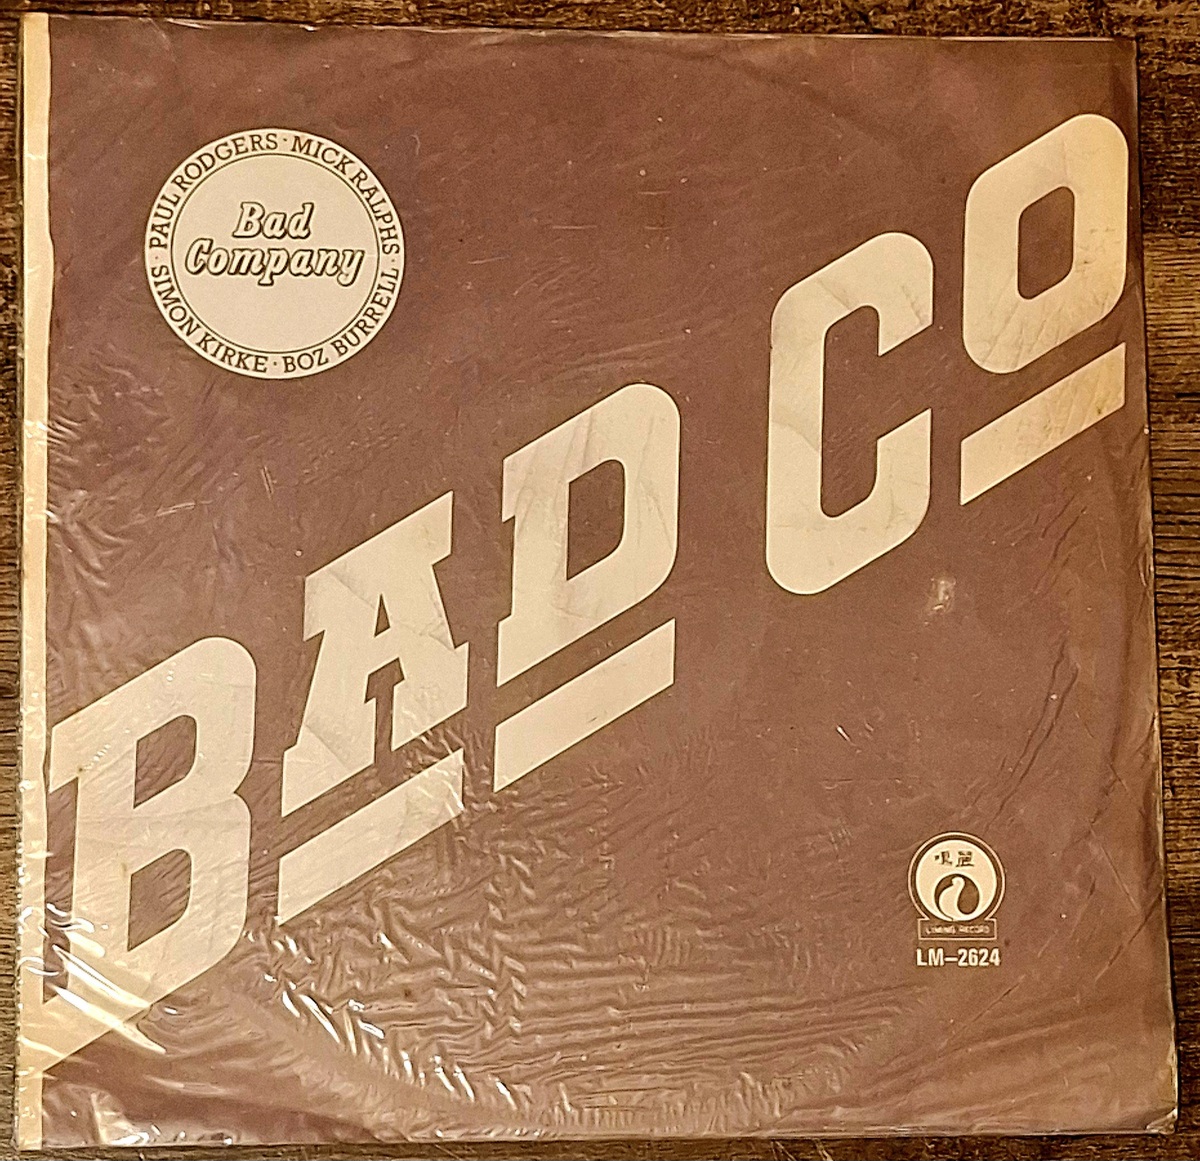 PAUL RODGERS · MICK RALPHS ·
SIMON KIRKE · BOZ BURRELL
Bad
Company
BAD CO
LIMING RECORD
LM-2624